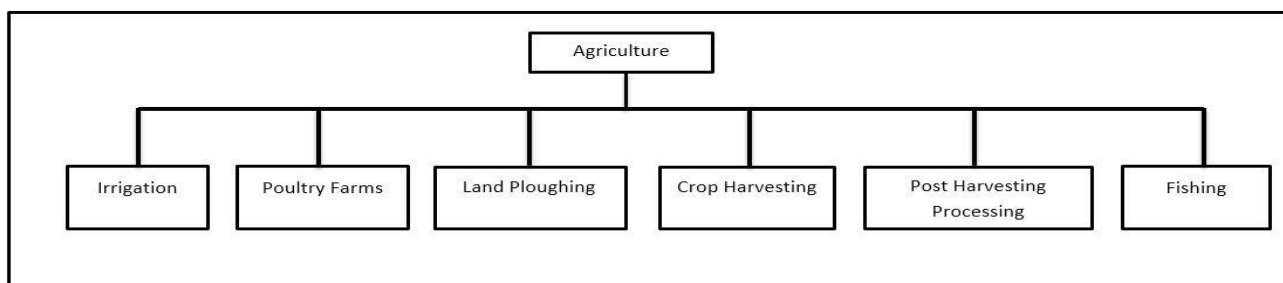 Agriculture
Irrigation
Poultry Farms
Land Ploughing
Crop Harvesting
Post Harvesting
Processing
Fishing